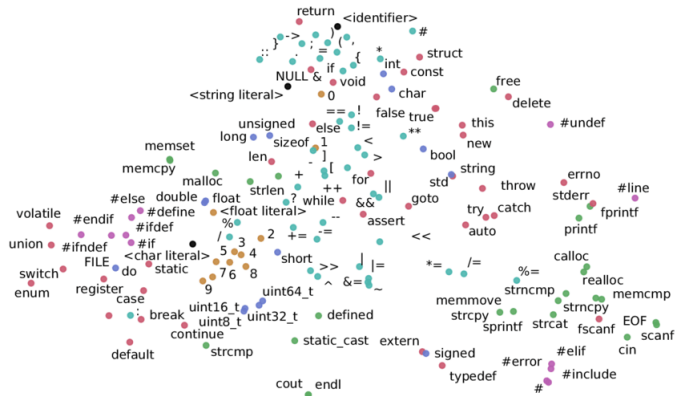 return
<identifier>
#
} -> ; ) ( ,
:: . = {
* int
struct
NULL & if
void
const
<string literal>
0
char
free
delete
== !
false true
#undef
unsigned
else
!=
**
this
long
sizeof 1
<
new
memset
len
- ]
>
bool
memcpy
[
string
errno
malloc
strlen
+
++
for
||
std
throw
stderr
#line
#else
double
float
?
while
&&
goto
try
catch
fprintf
volatile
#define
<float literal>
--
assert
auto
printf
#endif
#ifdef
%
/
2
+=
-=
<<
union
#ifndef
#if
<char literal>
3
4
5
FILE
do
static
7
6
8
short
>>
|
|=
*=
/=
%=
calloc
switch
enum
register
9
uint64_t
^
&=
~
strncmp
realloc
case
uint16_t
memmove
strncpy
memcmp
:
break
uint8_t
uint32_t
defined
strcpy
sprintf
strcat
fscanf
EOF
scanf
continue
default
strcmp
static_cast
extern
signed
#error
#elif
cin
typedef
#include
cout
endl
#